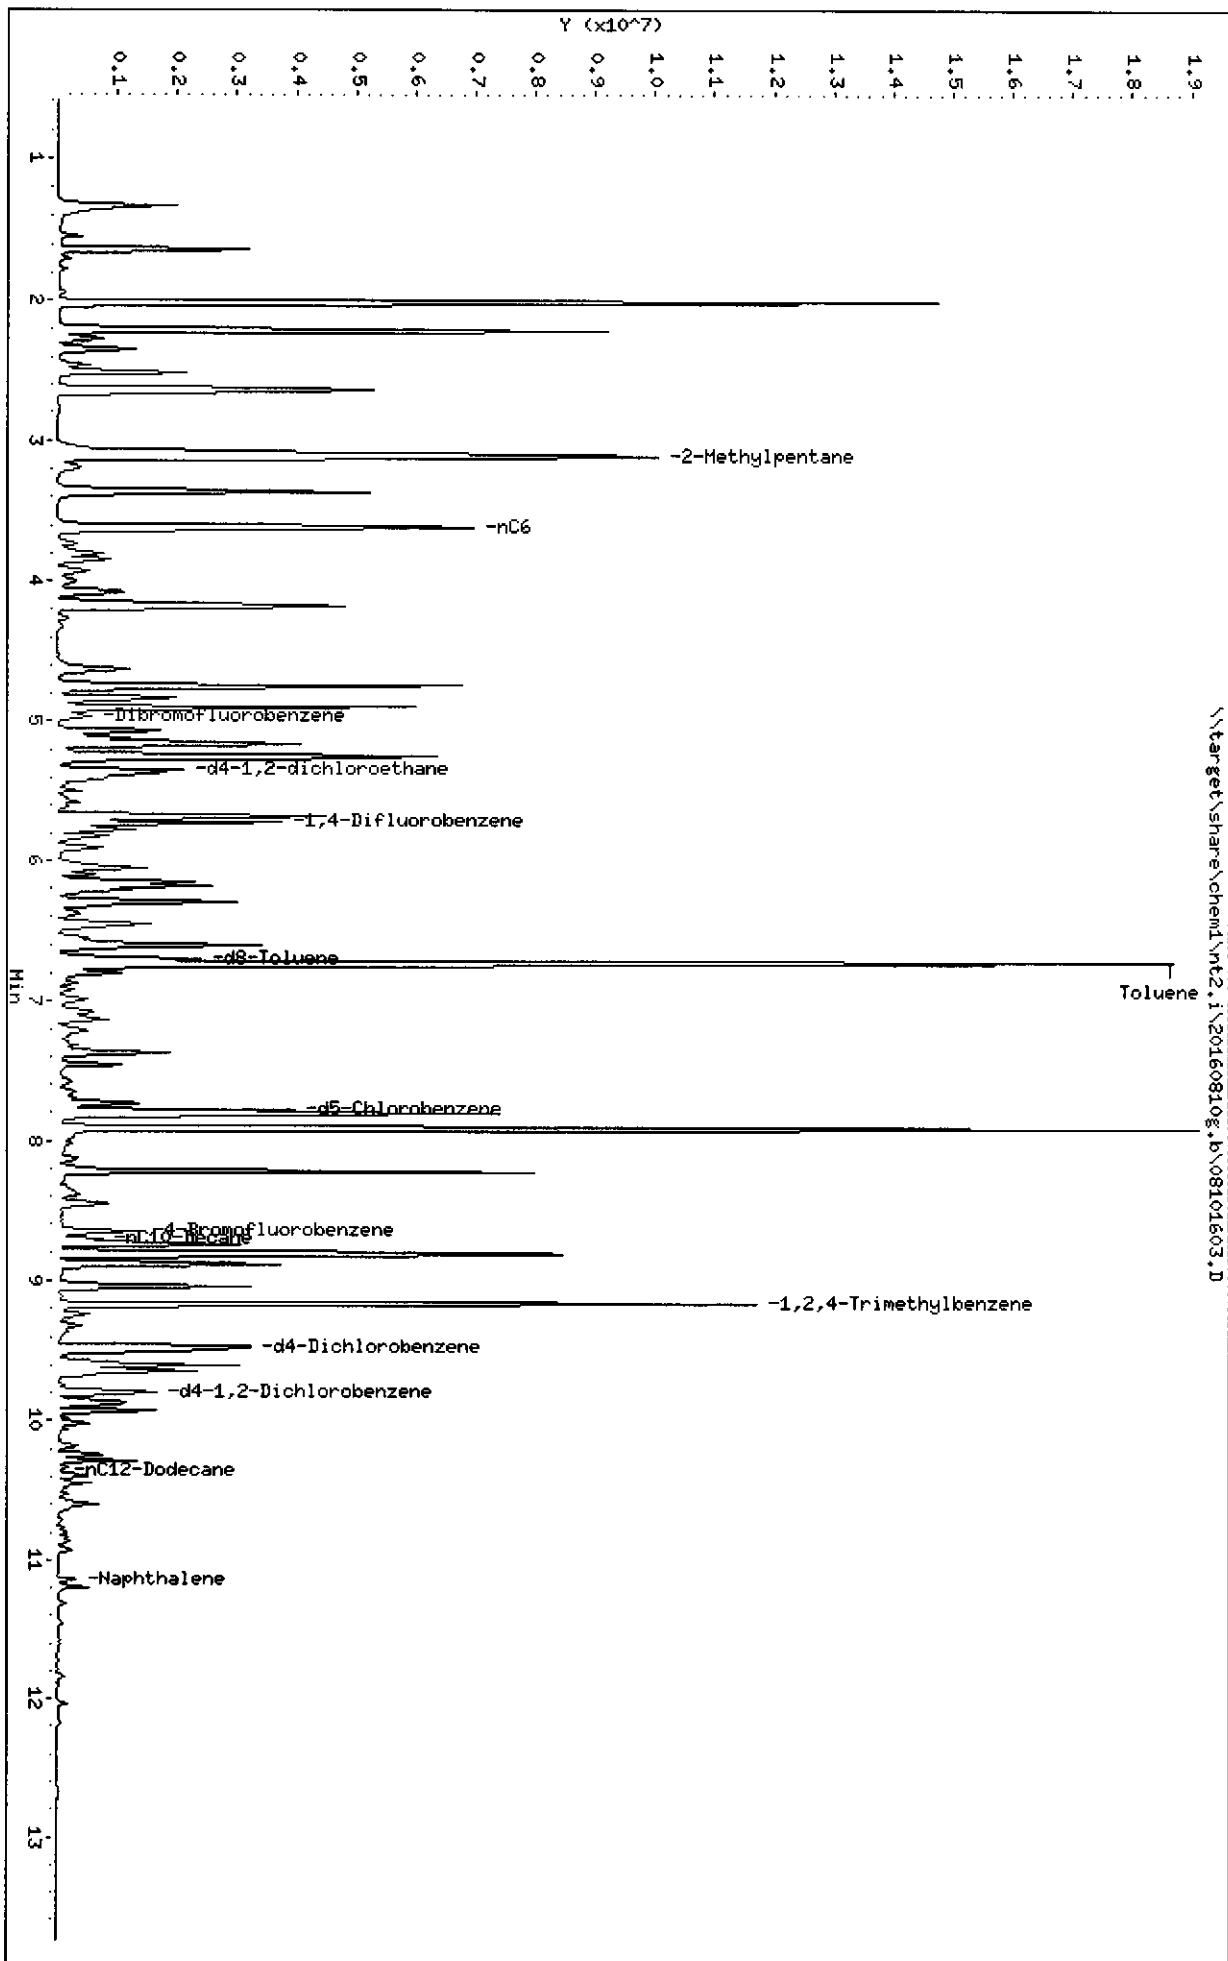 \\target\share\chem1\nt2.i\20160810g.b\08101603.D
Y (x10^7)
1.9
1.8
1.7
1.6
1.5
1.4
1.3
1.2
1.1
1.0
0.9
0.8
0.7
0.6
0.5
0.4
0.3
0.2
0.1
-2-Methylpentane
-nC6
-Dibromofluorobenzene
-d4-1,2-dichloroethane
-1,4-Difluorobenzene
-d8-Toluene
Toluene
-d5-Chlorobenzene
-4-Bromofluorobenzene
-nC10-Decane
-1,2,4-Trimethylbenzene
-d4-Dichlorobenzene
-d4-1,2-Dichlorobenzene
-nC12-Dodecane
-Naphthalene
1
2
3
4
5
6
7
8
9
10
11
12
13
Min